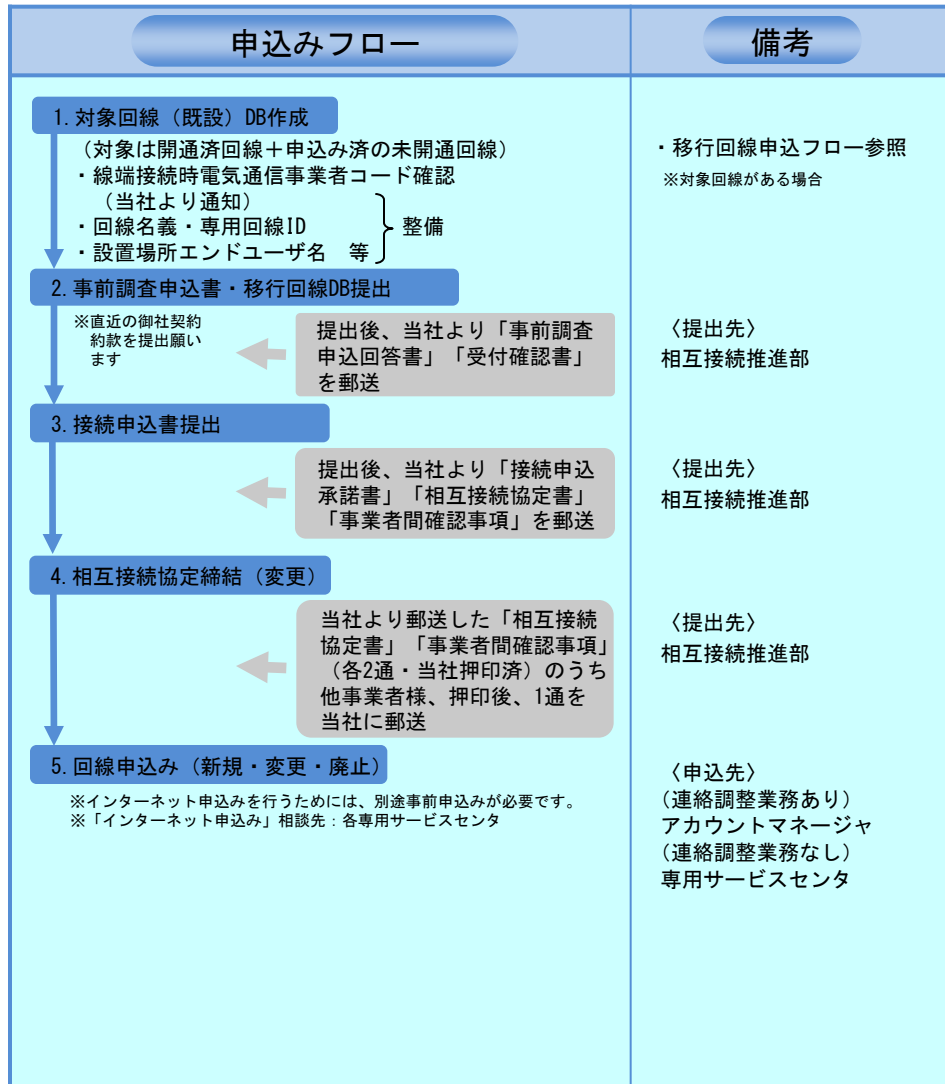 申込みフロー
備考
1. 対象回線（既設）DB作成
（対象は開通済回線＋申込み済の未開通回線）
・線端接続時電気通信事業者コード確認
（当社より通知）
・回線名義・専用回線ID
・設置場所エンドユーザ名　等
整備
・移行回線申込フロー参照
※対象回線がある場合
2. 事前調査申込書・移行回線DB提出
※直近の御社契約
約款を提出願い
ます
提出後、当社より「事前調査
申込回答書」「受付確認書」
を郵送
〈提出先〉
相互接続推進部
3. 接続申込書提出
提出後、当社より「接続申込
承諾書」「相互接続協定書」
「事業者間確認事項」を郵送
〈提出先〉
相互接続推進部
4. 相互接続協定締結（変更）
当社より郵送した「相互接続
協定書」「事業者間確認事項」
（各2通・当社押印済）のうち
他事業者様、押印後、1通を
当社に郵送
〈提出先〉
相互接続推進部
5. 回線申込み（新規・変更・廃止）
※インターネット申込みを行うためには、別途事前申込みが必要です。
※「インターネット申込み」相談先：各専用サービスセンタ
〈申込先〉
（連絡調整業務あり）
アカウントマネージャ
（連絡調整業務なし）
専用サービスセンタ